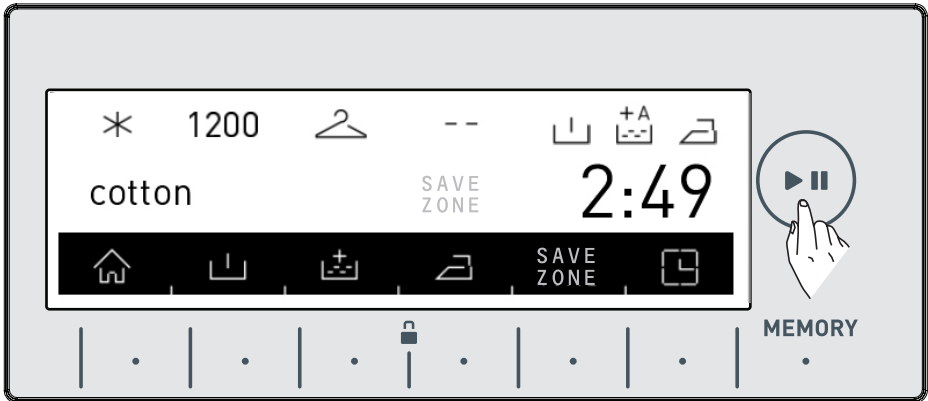 1200
--
+A
cotton
SAVE
ZONE
2:49
SAVE
ZONE
MEMORY